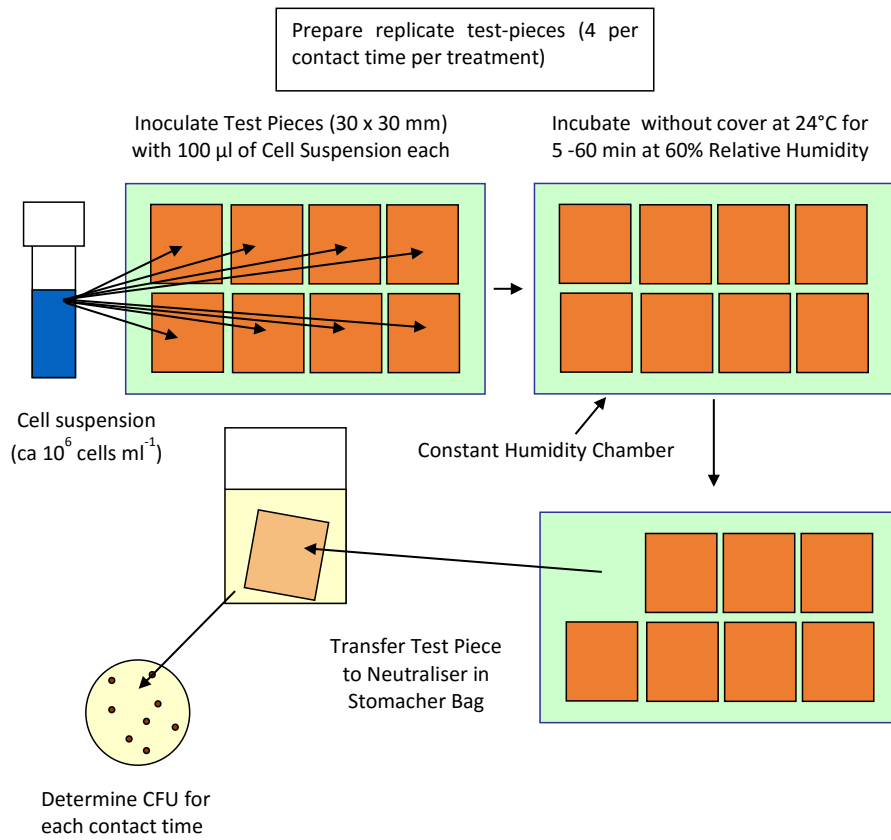 Prepare replicate test-pieces (4 per
contact time per treatment)
Inoculate Test Pieces (30 x 30 mm)
with 100 µl of Cell Suspension each
Incubate without cover at 24°C for
5 -60 min at 60% Relative Humidity
Cell suspension
(ca 10⁶ cells ml⁻¹)
Constant Humidity Chamber
Transfer Test Piece
to Neutraliser in
Stomacher Bag
Determine CFU for
each contact time